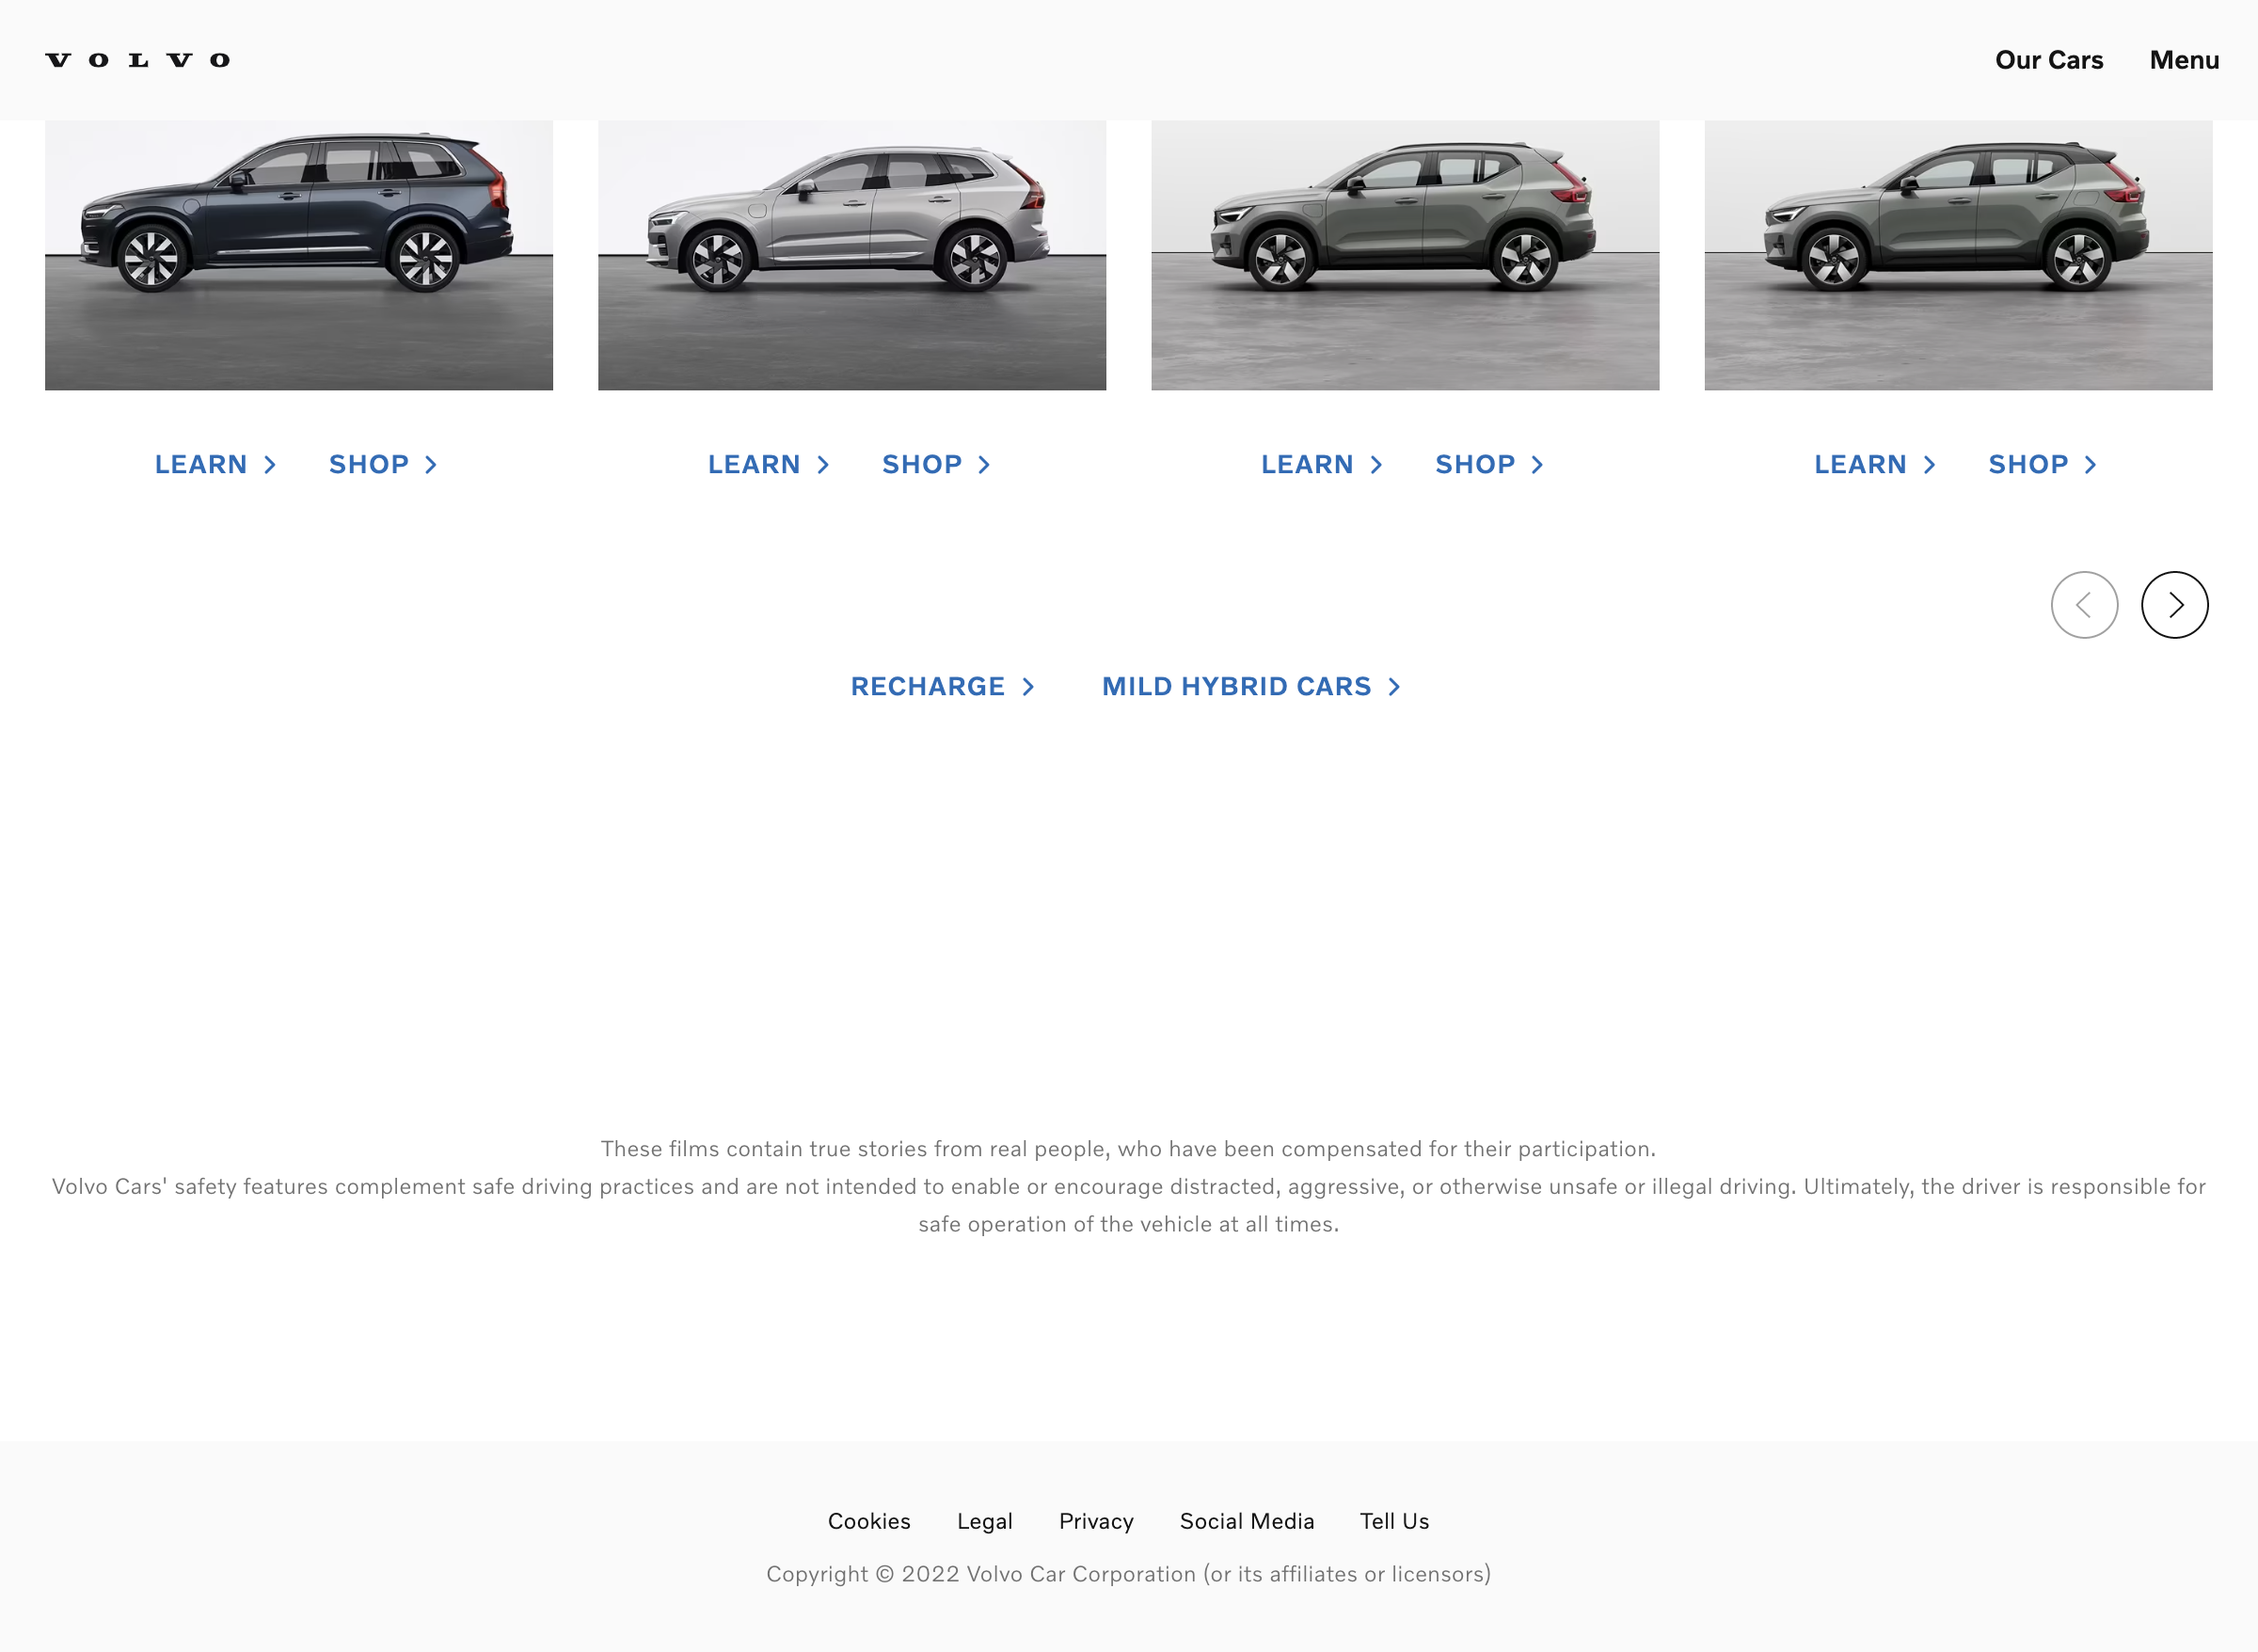 VOLVO
Our Cars
Menu
LEARN
SHOP
LEARN
SHOP
LEARN
SHOP
LEARN
SHOP
RECHARGE
MILD HYBRID CARS
These films contain true stories from real people, who have been compensated for their participation.
Volvo Cars' safety features complement safe driving practices and are not intended to enable or encourage distracted, aggressive, or otherwise unsafe or illegal driving. Ultimately, the driver is responsible for
safe operation of the vehicle at all times.
Cookies
Legal
Privacy
Social Media
Tell Us
Copyright © 2022 Volvo Car Corporation (or its affiliates or licensors)